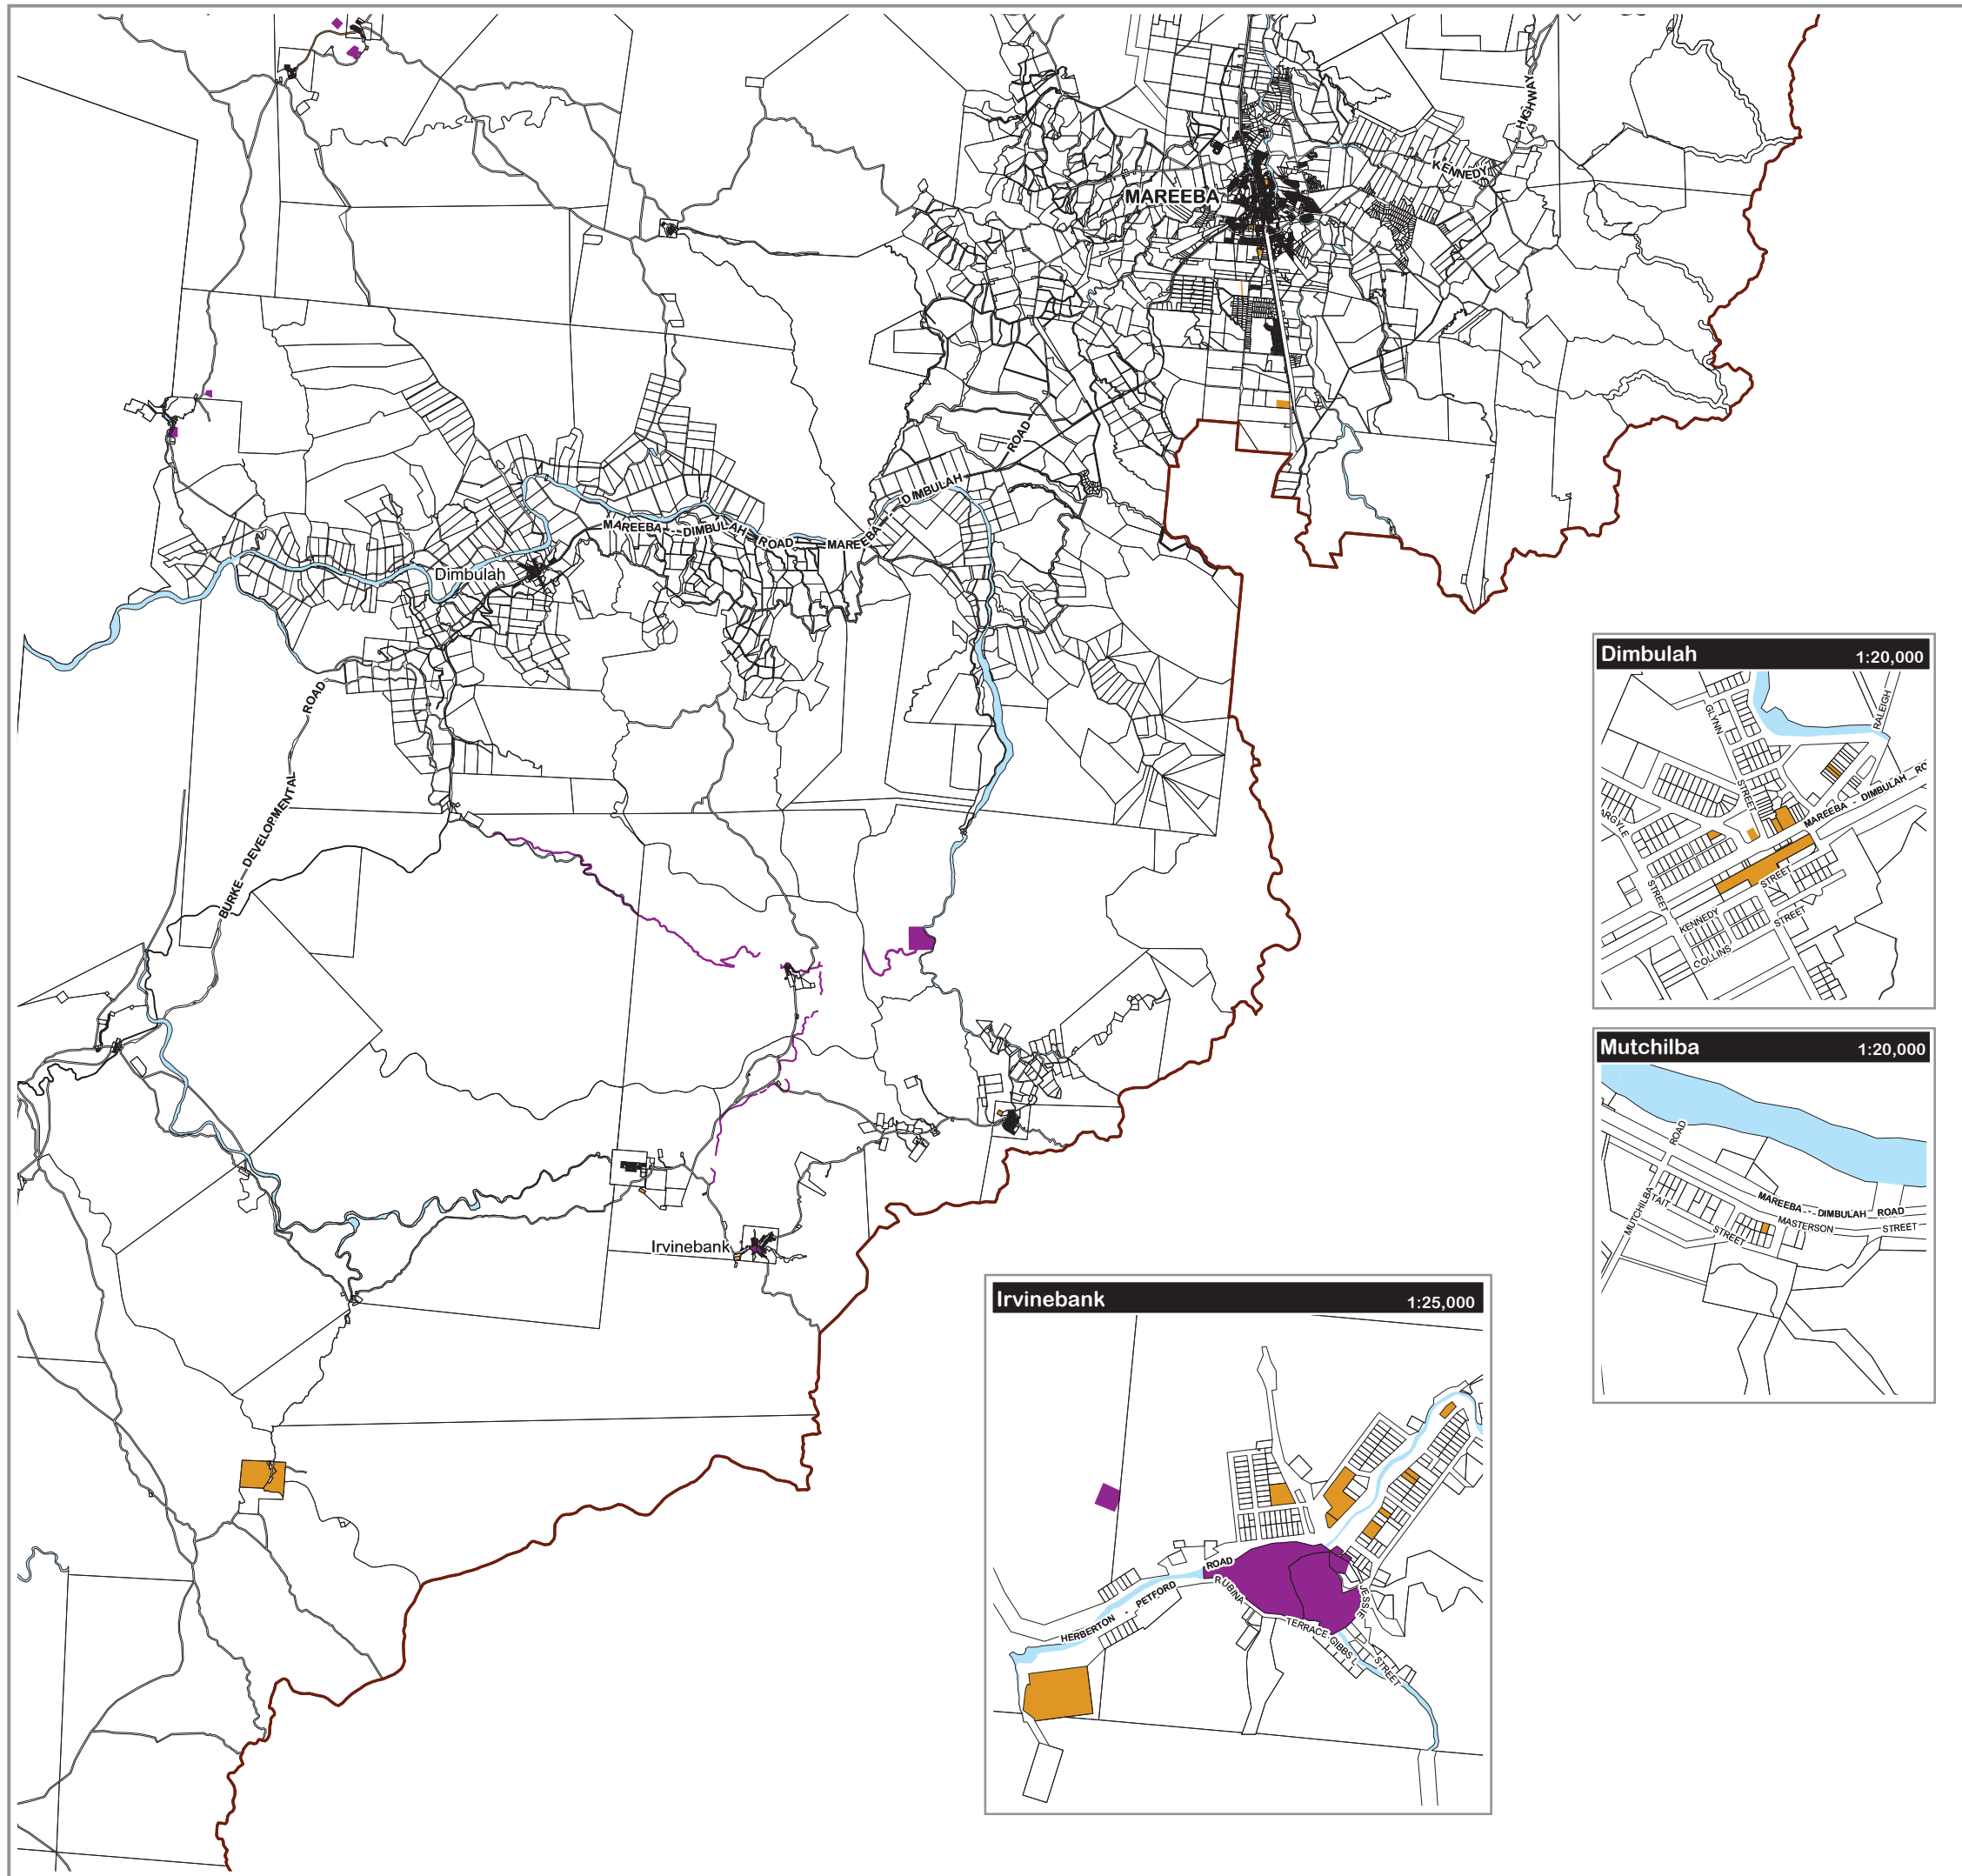 HIGHWAY
KENNEDY
MAREEBA
ROAD
DIMBULAH
MAREEBA - DIMBULAH ROAD
MAREEBA -
Dimbulah
ROAD
BURKE - DEVELOPMENTAL
Irvinebank
Dimbulah 1:20,000
GLYNN
RALEIGH
STREET
MAREEBA - DIMBULAH RO
ARGYLE
STREET
STREET
KENNEDY
STREET
COLLINS
Mutchilba 1:20,000
ROAD
MUTCHILBA
TAIT
STREET
MAREEBA - DIMBULAH ROAD
MASTERSON STREET
Irvinebank 1:25,000
ROAD
HERBERTON - PETFORD
RUBINA
TERRACE
JESSIE
GIBBS
STREET